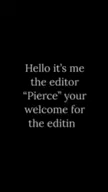 Hello it's me
the editor
“Pierce” your
welcome for
the editin